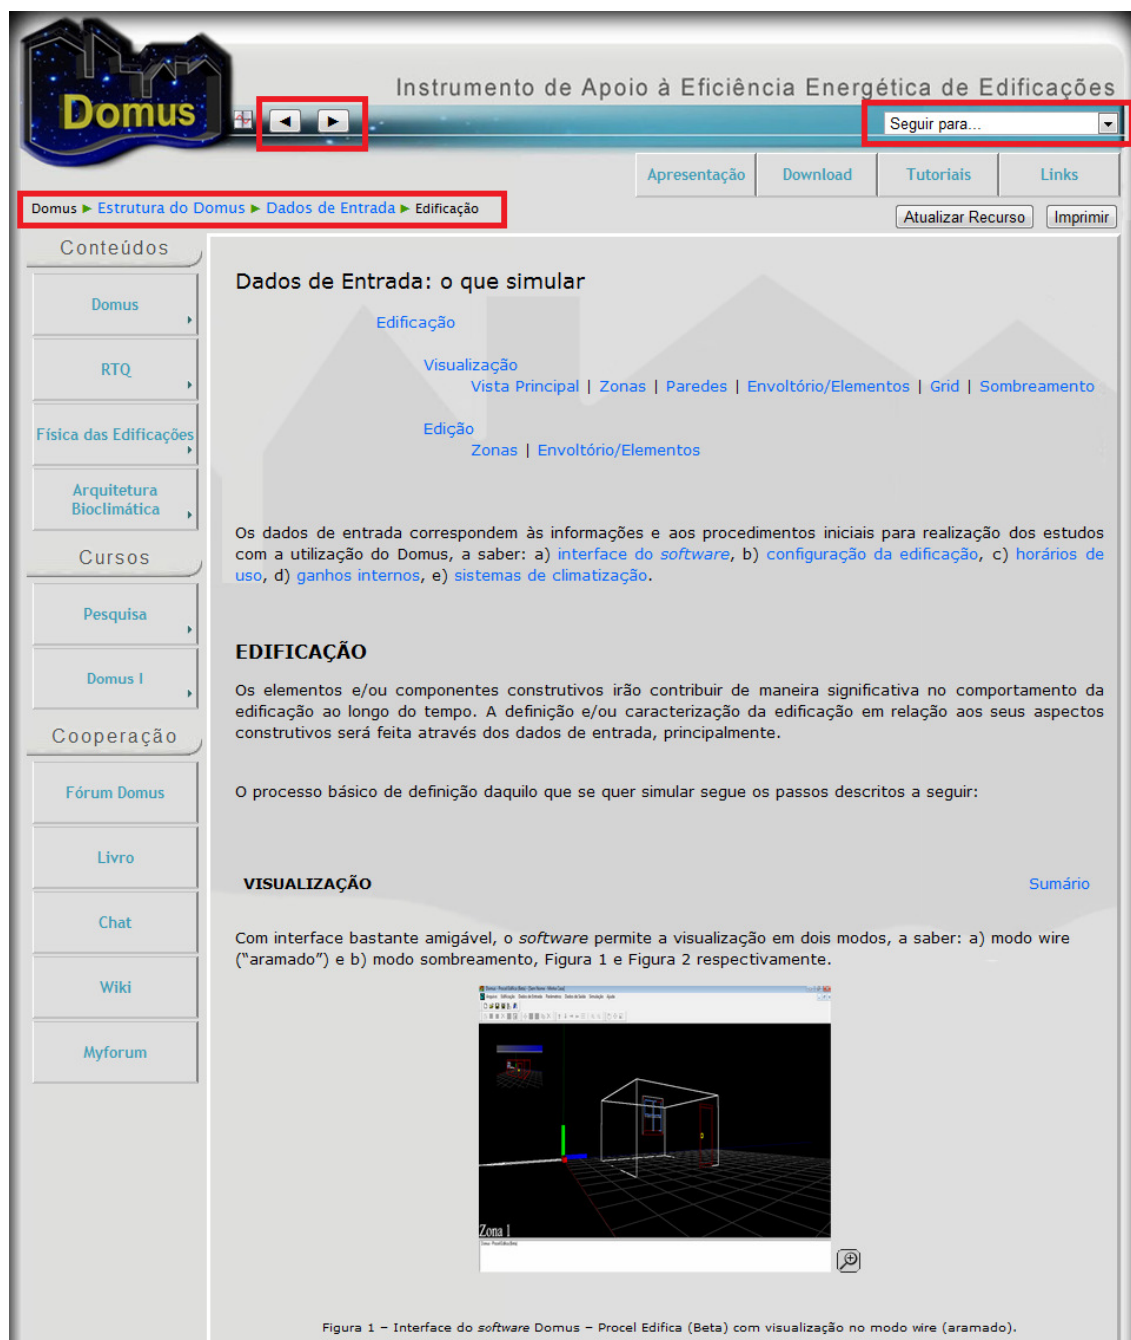 Domus
Instrumento de Apoio à Eficiência Energética de Edificações
Seguir para...
Apresentação
Download
Tutoriais
Links
Domus ► Estrutura do Domus ► Dados de Entrada ► Edificação
Atualizar Recurso
Imprimir
Conteúdos
Domus
RTQ
Física das Edificações
Arquitetura
Bioclimática
Cursos
Pesquisa
Domus I
Cooperação
Fórum Domus
Livro
Chat
Wiki
Myforum
Dados de Entrada: o que simular
Edificação
Visualização
Vista Principal | Zonas | Paredes | Envoltório/Elementos | Grid | Sombreamento
Edição
Zonas | Envoltório/Elementos
Os dados de entrada correspondem às informações e aos procedimentos iniciais para realização dos estudos
com a utilização do Domus, a saber: a) interface do software, b) configuração da edificação, c) horários de
uso, d) ganhos internos, e) sistemas de climatização.
EDIFICAÇÃO
Os elementos e/ou componentes construtivos irão contribuir de maneira significativa no comportamento da
edificação ao longo do tempo. A definição e/ou caracterização da edificação em relação aos seus aspectos
construtivos será feita através dos dados de entrada, principalmente.
O processo básico de definição daquilo que se quer simular segue os passos descritos a seguir:
VISUALIZAÇÃO
Sumário
Com interface bastante amigável, o software permite a visualização em dois modos, a saber: a) modo wire
(“aramado”) e b) modo sombreamento, Figura 1 e Figura 2 respectivamente.
Zona 1
Figura 1 – Interface do software Domus – Procel Edifica (Beta) com visualização no modo wire (aramado).